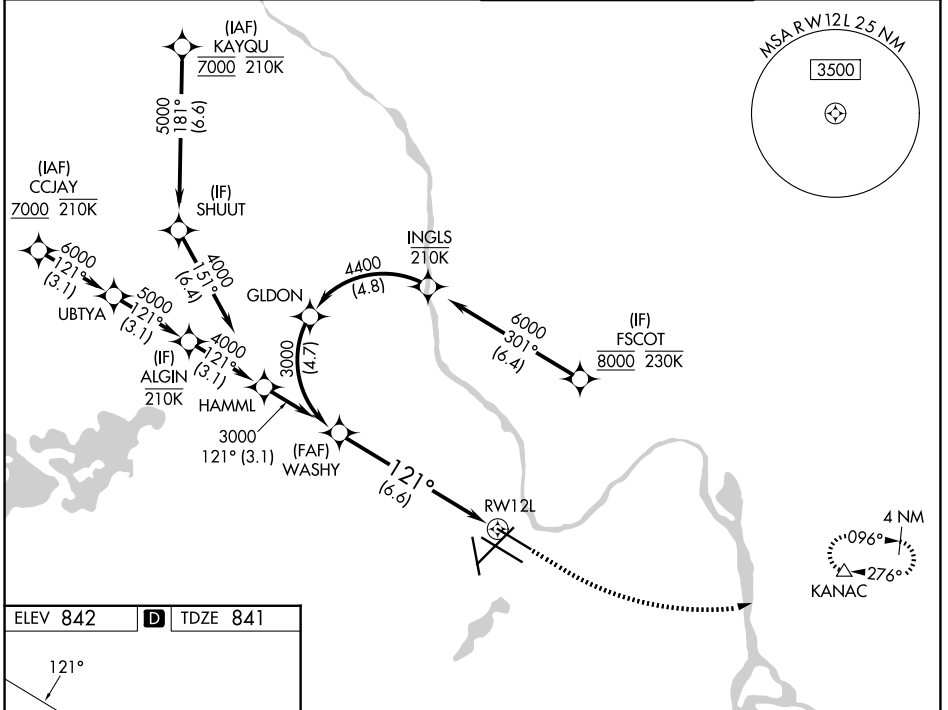 (IAF)
KAYQU
7000 210K
5000
181°
(6.6)
MSA RW12L 25 NM
3500
(IAF)
CCJAY
7000 210K
(IF)
SHUUT
6000
121°
(3.1)
UBTYA
5000
121°
(3.1)
4000
151°
(6.4)
(IF)
ALGIN
210K
4000
121°
(3.1)
HAMML
3000
121° (3.1)
GLDON
4400
(4.8)
INGLS
210K
3000
(4.7)
6000
301°
(6.4)
(IF)
FSCOT
8000 230K
(FAF)
WASHY
121°
(6.6)
RW12L
4 NM
096°
276°
KANAC
ELEV 842 D TDZE 841
121°